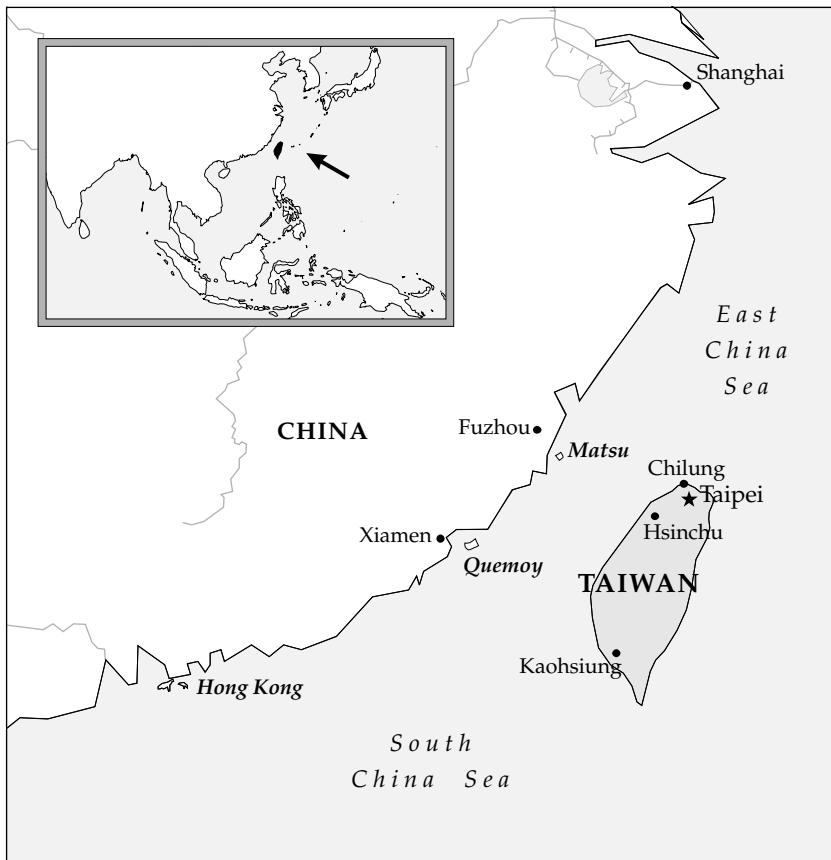 Shanghai
East
China
Sea
CHINA
Fuzhou
Matsu
Chilung
Taipei
Hsinchu
Xiamen
Quemoy
TAIWAN
Kaohsiung
Hong Kong
South
China Sea